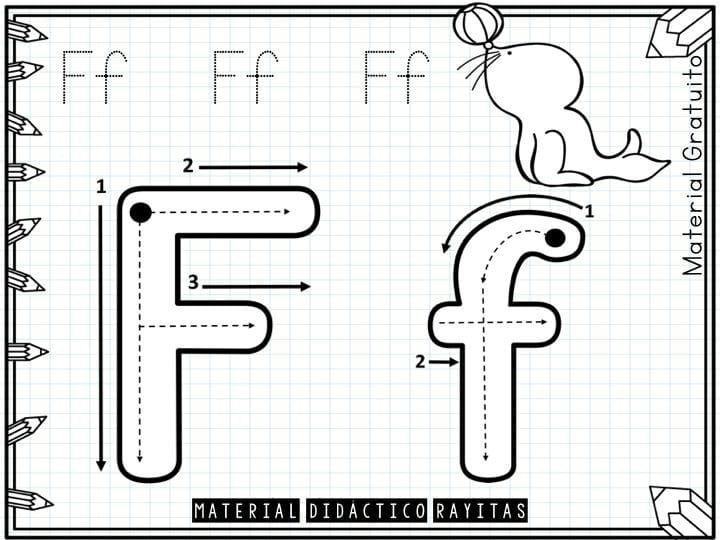 Ff Ff Ff
Material Gratuito
2
1
1
3
2
F f
MATERIAL DIDÁCTICO RAYITAS